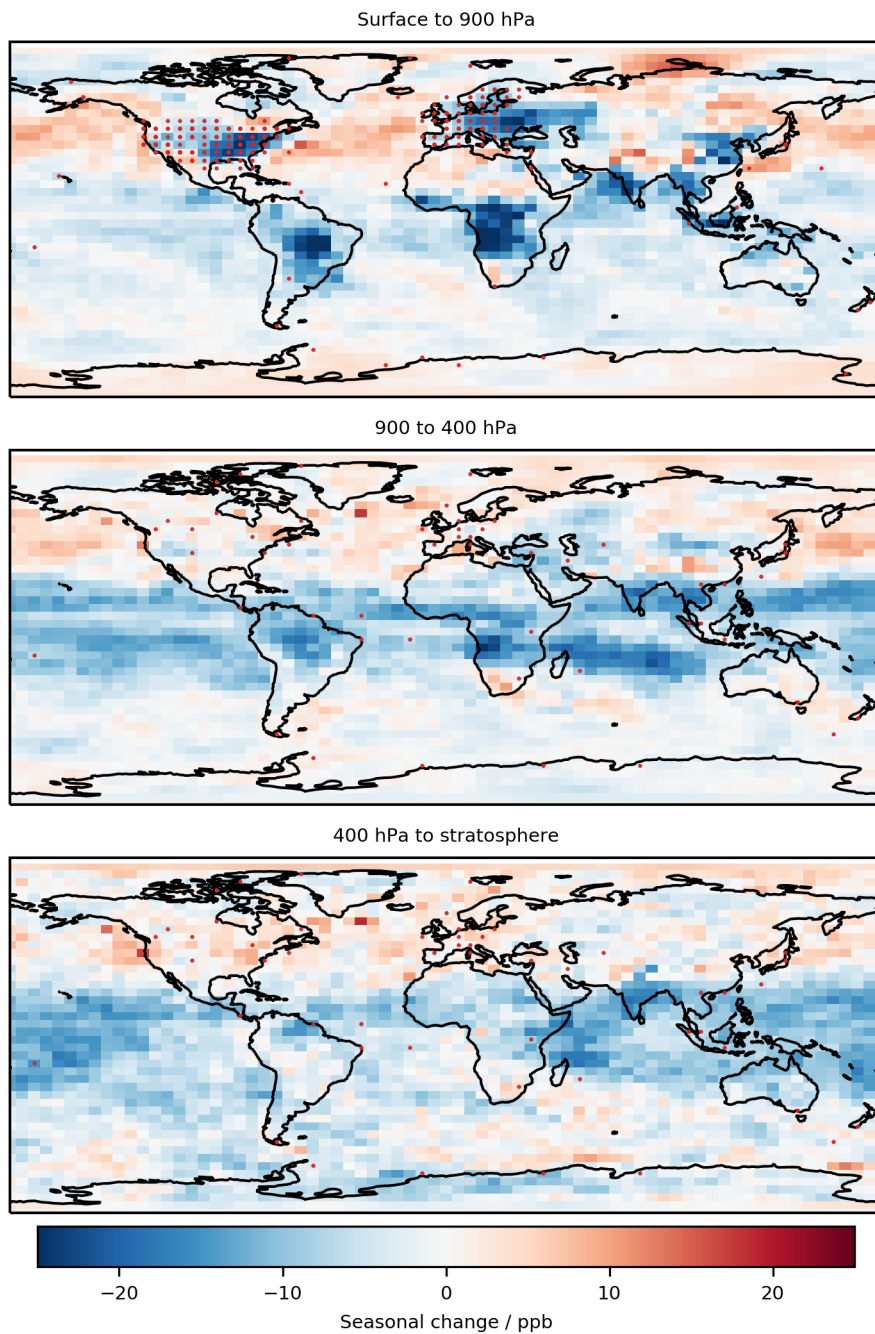 Surface to 900 hPa
900 to 400 hPa
400 hPa to stratosphere
−20 −10 0 10 20
Seasonal change / ppb